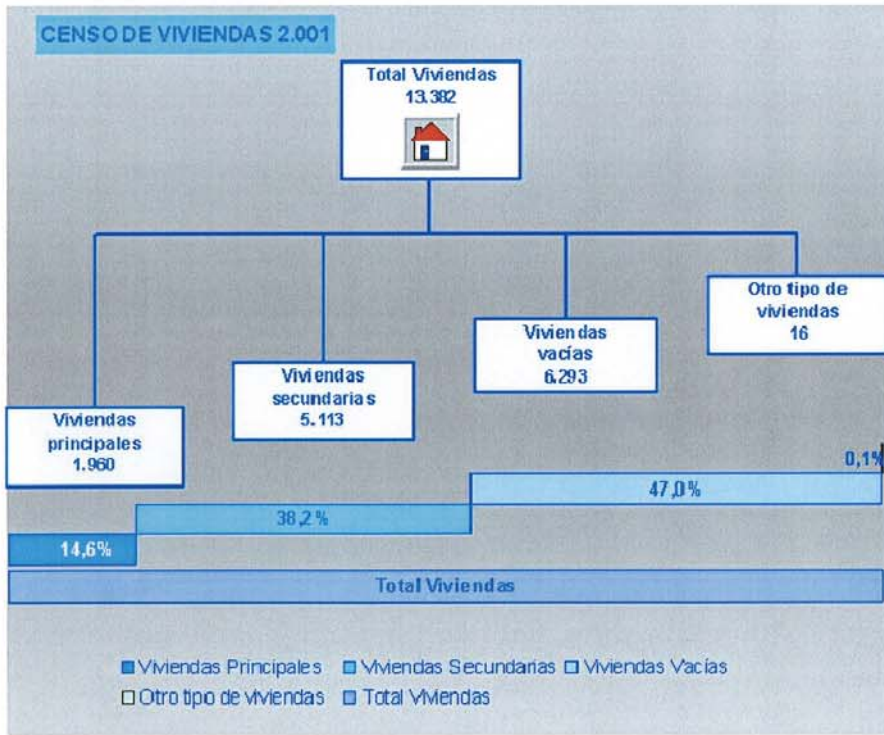 CENSO DE VIVIENDAS 2.001
Total Viviendas
13.382
Otro tipo de
viviendas
16
Viviendas
vacías
6.293
Viviendas
secundarias
5.113
Viviendas
principales
1.960
0,1%
47,0%
38,2%
14,6%
Total Viviendas
Viviendas Principales Viviendas Secundarias Viviendas Vacías
Otro tipo de viviendas Total Viviendas